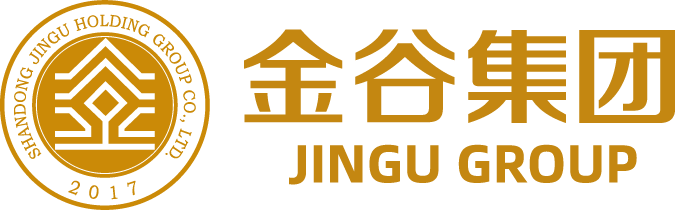 SHANDONG JINGU HOLDING GROUP CO., LTD.
2017
金谷集团
JINGU GROUP